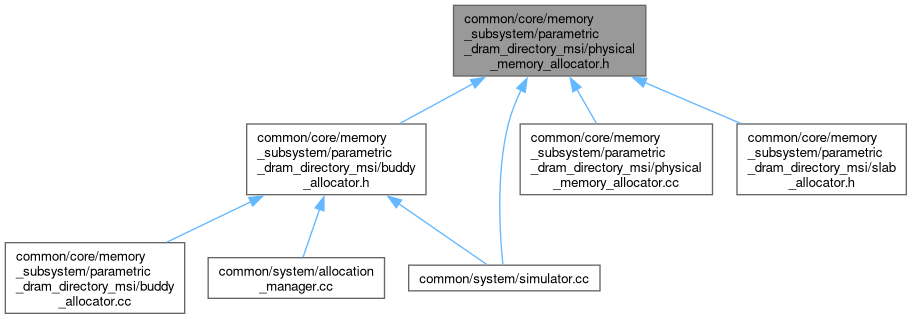 common/core/memory
_subsystem/parametric
_dram_directory_msi/physical
_memory_allocator.h
common/core/memory
_subsystem/parametric
_dram_directory_msi/buddy
_allocator.h
common/core/memory
_subsystem/parametric
_dram_directory_msi/physical
_memory_allocator.cc
common/core/memory
_subsystem/parametric
_dram_directory_msi/slab
_allocator.h
common/core/memory
_subsystem/parametric
_dram_directory_msi/buddy
_allocator.cc
common/system/allocation
_manager.cc
common/system/simulator.cc